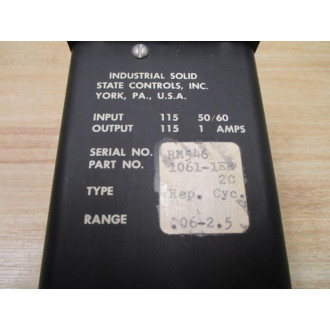 INDUSTRIAL SOLID
STATE CONTROLS, INC.
YORK, PA., U.S.A.
INPUT 115 50/60
OUTPUT 115 1 AMPS
SERIAL NO. RM546
PART NO. 1061-1EM
2C
TYPE Rep. Cyc.
RANGE .06-2.5